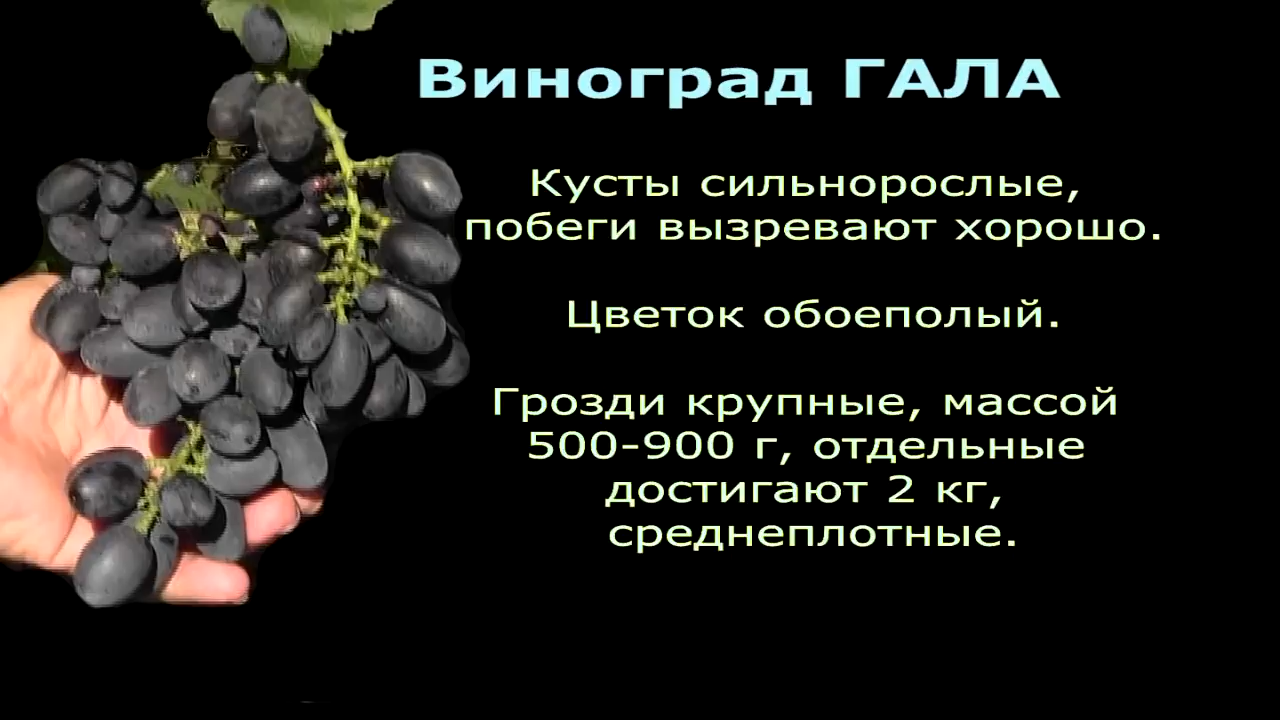 Виноград ГАЛА
Кусты сильнорослые,
побеги вызревают хорошо.
Цветок обоеполый.
Грозди крупные, массой
500-900 г, отдельные
достигают 2 кг,
среднеплотные.